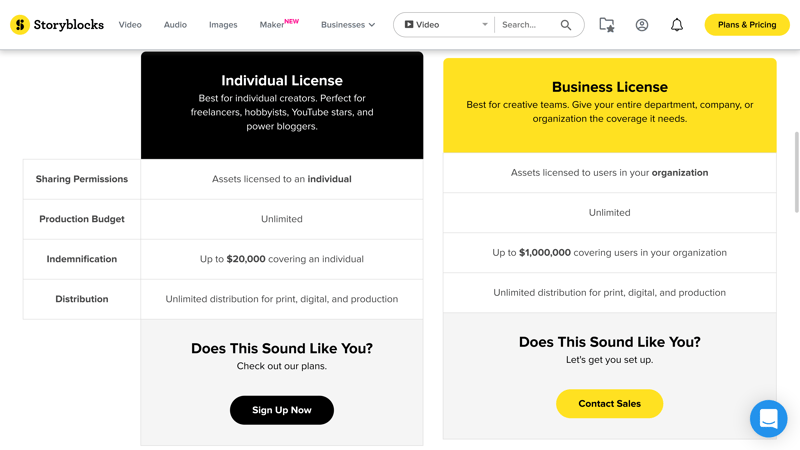 Storyblocks
Video
Audio
Images
MakerNEW
Businesses
Video
Search...
Plans & Pricing
Individual License
Best for individual creators. Perfect for
freelancers, hobbyists, YouTube stars, and
power bloggers.
Business License
Best for creative teams. Give your entire department, company, or
organization the coverage it needs.
Sharing Permissions
Assets licensed to an individual
Assets licensed to users in your organization
Production Budget
Unlimited
Unlimited
Indemnification
Up to $20,000 covering an individual
Up to $1,000,000 covering users in your organization
Distribution
Unlimited distribution for print, digital, and production
Unlimited distribution for print, digital, and production
Does This Sound Like You?
Check out our plans.
Sign Up Now
Does This Sound Like You?
Let's get you set up.
Contact Sales